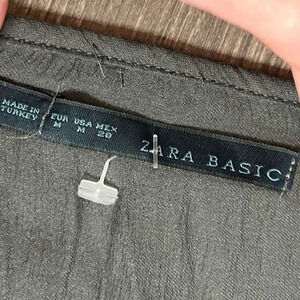 MADE IN TURKEY
EUR M
USA M
MEX 28
ZARA BASIC